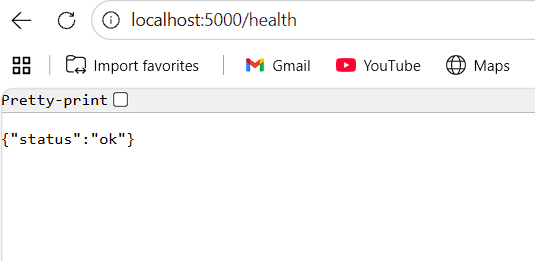 localhost:5000/health
Import favorites Gmail YouTube Maps
Pretty-print
{"status":"ok"}